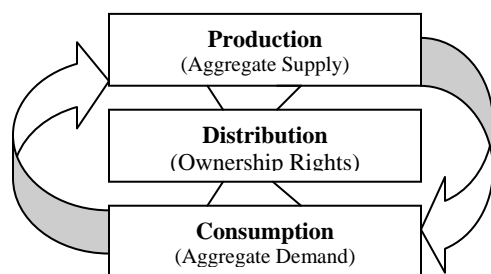 Production
(Aggregate Supply)
Distribution
(Ownership Rights)
Consumption
(Aggregate Demand)